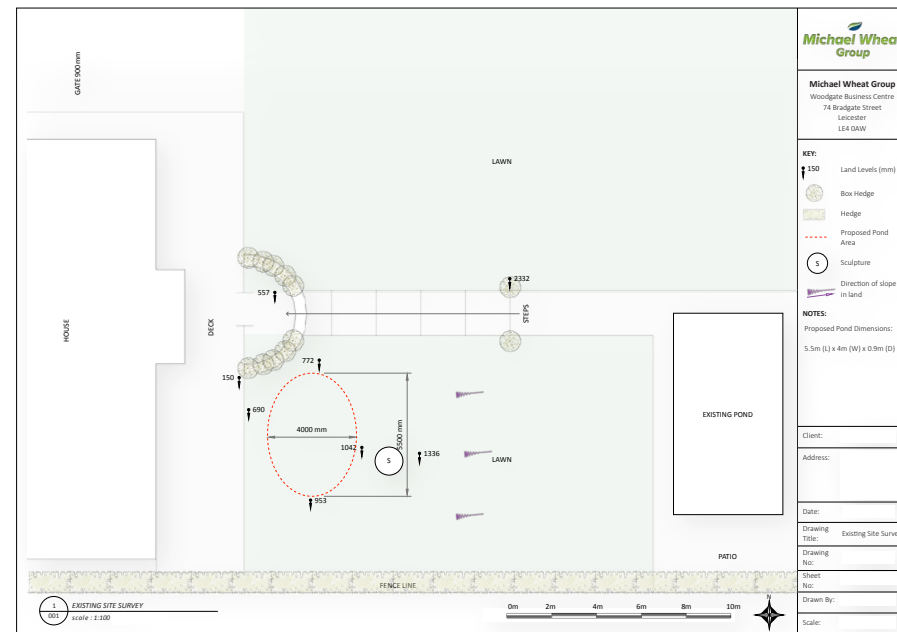 GATE 900 mm
LAWN
2332
557
STEPS
HOUSE
DECK
772
150
690
4000 mm
5500 mm
1042
S
1336
LAWN
953
EXISTING POND
PATIO
FENCE LINE
1
001
EXISTING SITE SURVEY
scale : 1:100
0m 2m 4m 6m 8m 10m
N
Michael Whea
Group
Michael Wheat Group
Woodgate Business Centre
74 Bradgate Street
Leicester
LE4 0AW
KEY:
150 Land Levels (mm)
Box Hedge
Hedge
Proposed Pond
Area
S Sculpture
Direction of slope
in land
NOTES:
Proposed Pond Dimensions:
5.5m (L) x 4m (W) x 0.9m (D)
Client:
Address:
Date:
Drawing
Title: Existing Site Surve
Drawing
No:
Sheet
No:
Drawn By:
Scale: